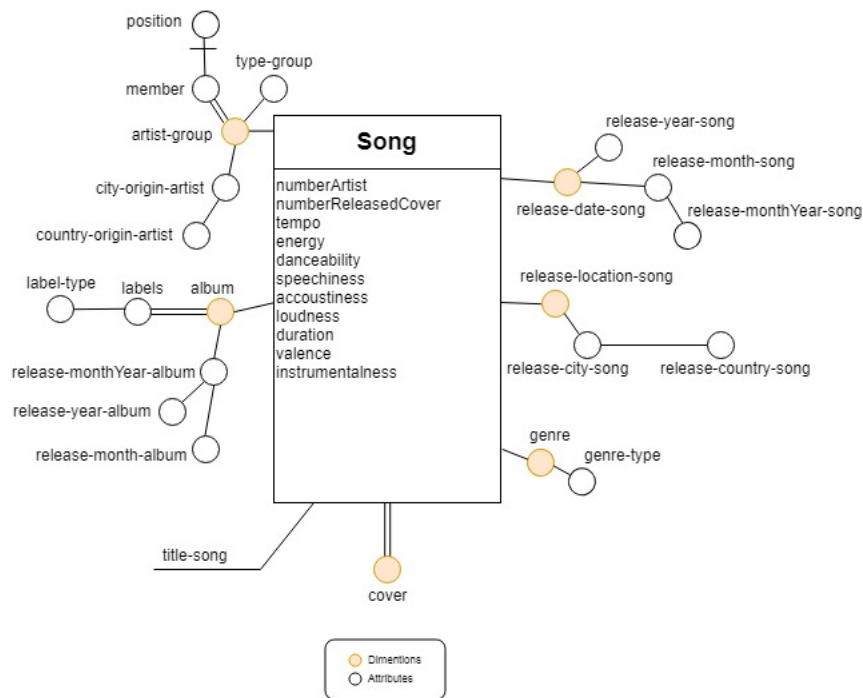 position
type-group
member
artist-group
city-origin-artist
country-origin-artist
label-type
labels
album
release-monthYear-album
release-year-album
release-month-album
title-song
Song
numberArtist
numberReleasedCover
tempo
energy
danceability
speechiness
accoustiness
loudness
duration
valence
instrumentalness
release-year-song
release-month-song
release-date-song
release-monthYear-song
release-location-song
release-city-song
release-country-song
genre
genre-type
cover
Dimentions
Attributes